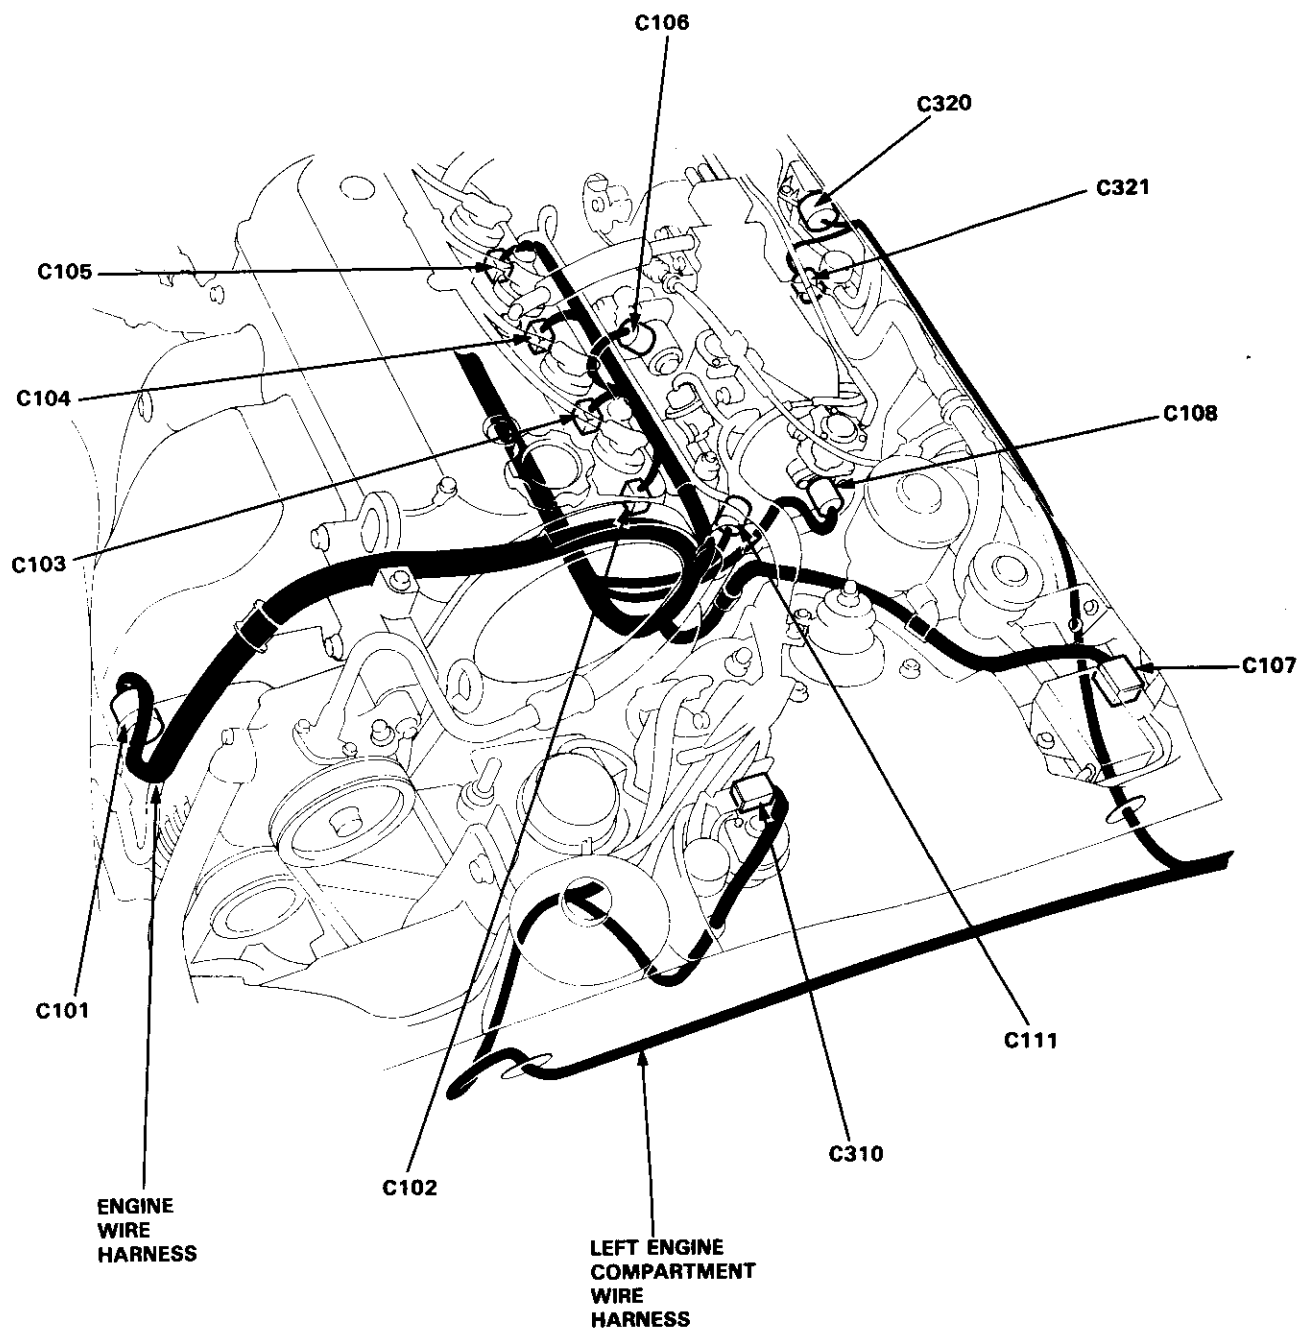 C106
C320
C321
C105
C104
C108
C103
C107
C101
C111
C310
C102
ENGINE
WIRE
HARNESS
LEFT ENGINE
COMPARTMENT
WIRE
HARNESS